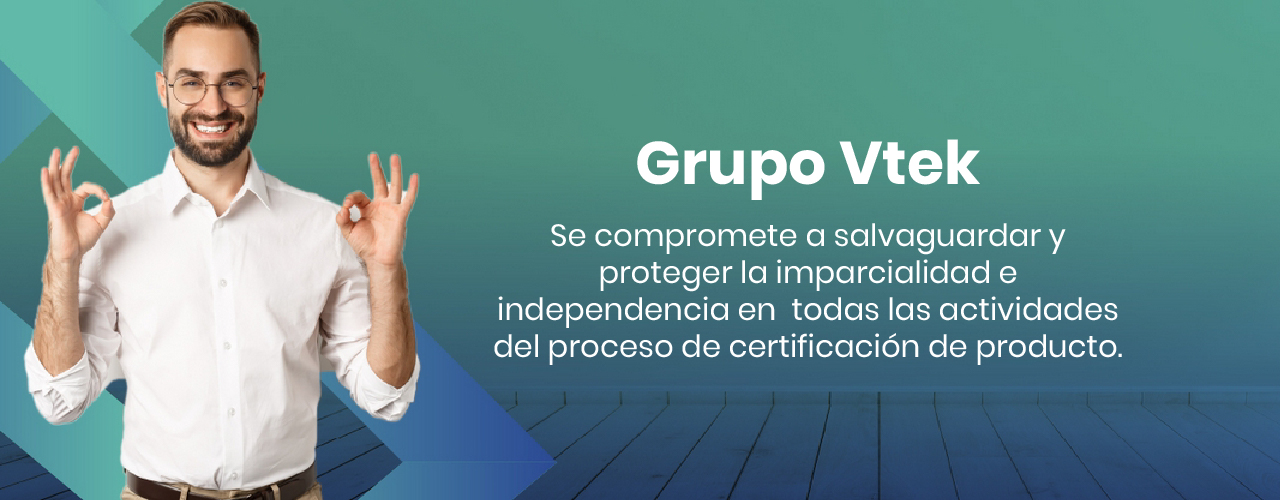 Grupo Vtek
Se compromete a salvaguardar y
proteger la imparcialidad e
independencia en  todas las actividades
del proceso de certificación de producto.